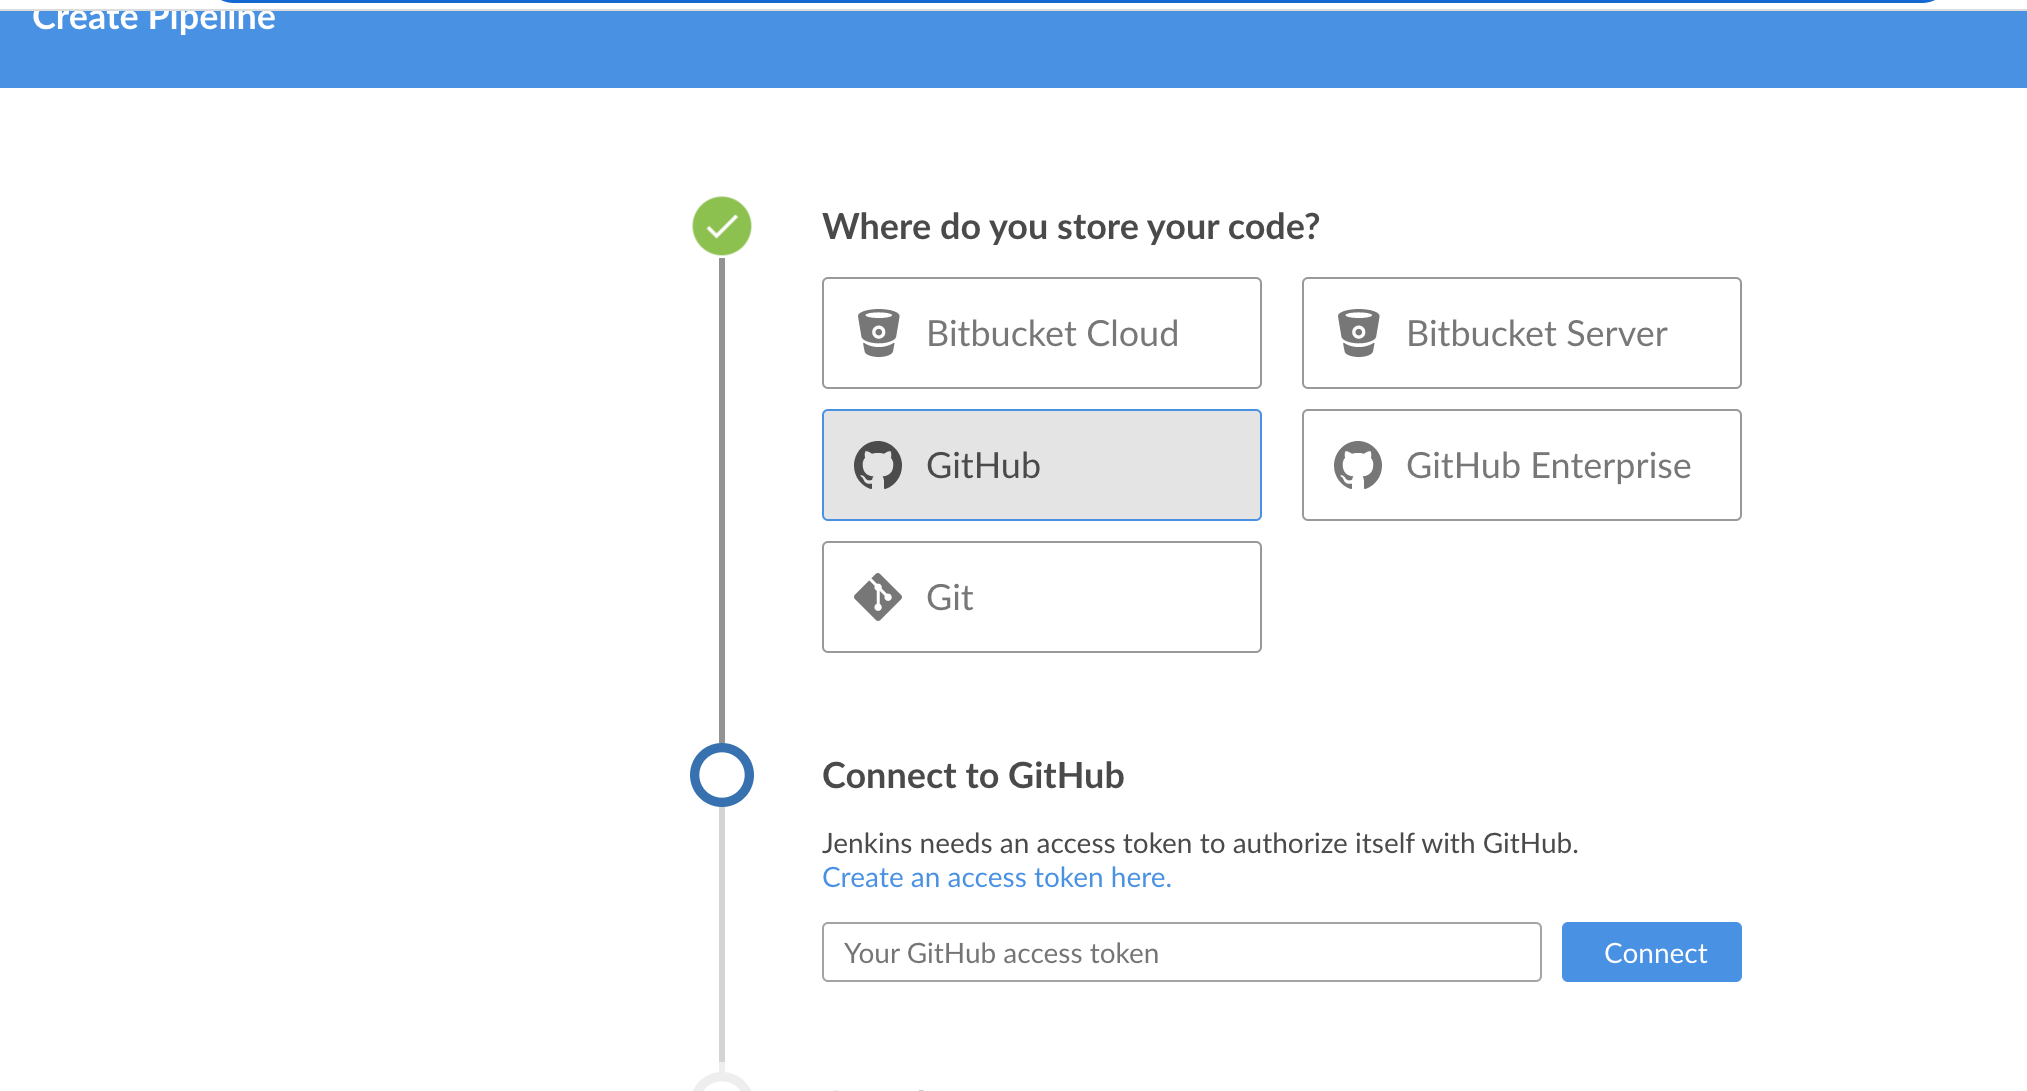 Create Pipeline
Where do you store your code?
Bitbucket Cloud
Bitbucket Server
GitHub
GitHub Enterprise
Git
Connect to GitHub
Jenkins needs an access token to authorize itself with GitHub.
Create an access token here.
Your GitHub access token
Connect